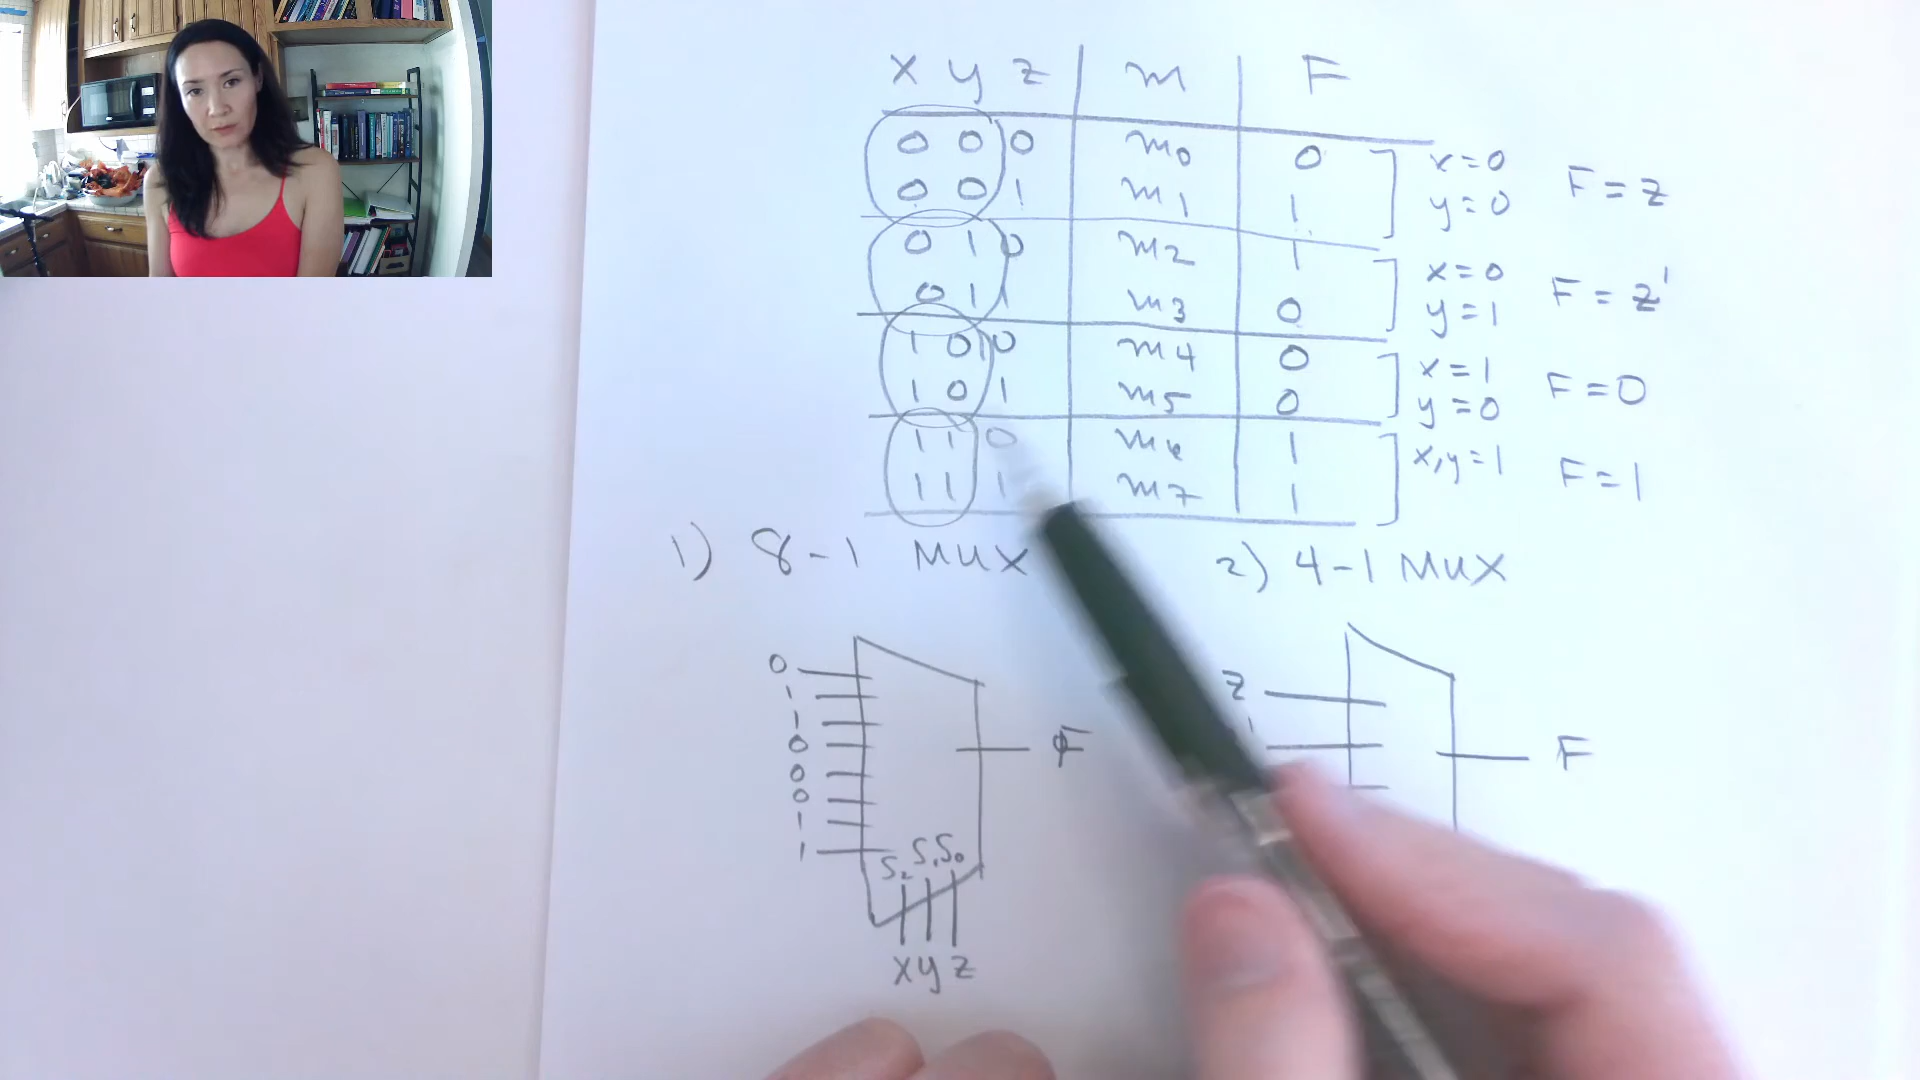 x y z m F
0 0 0 m0 0 x=0
0 0 1 m1 1 y=0 F=z
0 1 0 m2 1 x=0
0 1 1 m3 0 y=1 F=z'
1 0 0 m4 0 x=1
1 0 1 m5 0 y=0 F=0
1 1 0 m6 1 x,y=1
1 1 1 m7 1 F=1
1) 8-1 MUX
0
1
1
0
0
0
1
1
F
S2 S1 S0
x y z
2) 4-1 MUX
z
F